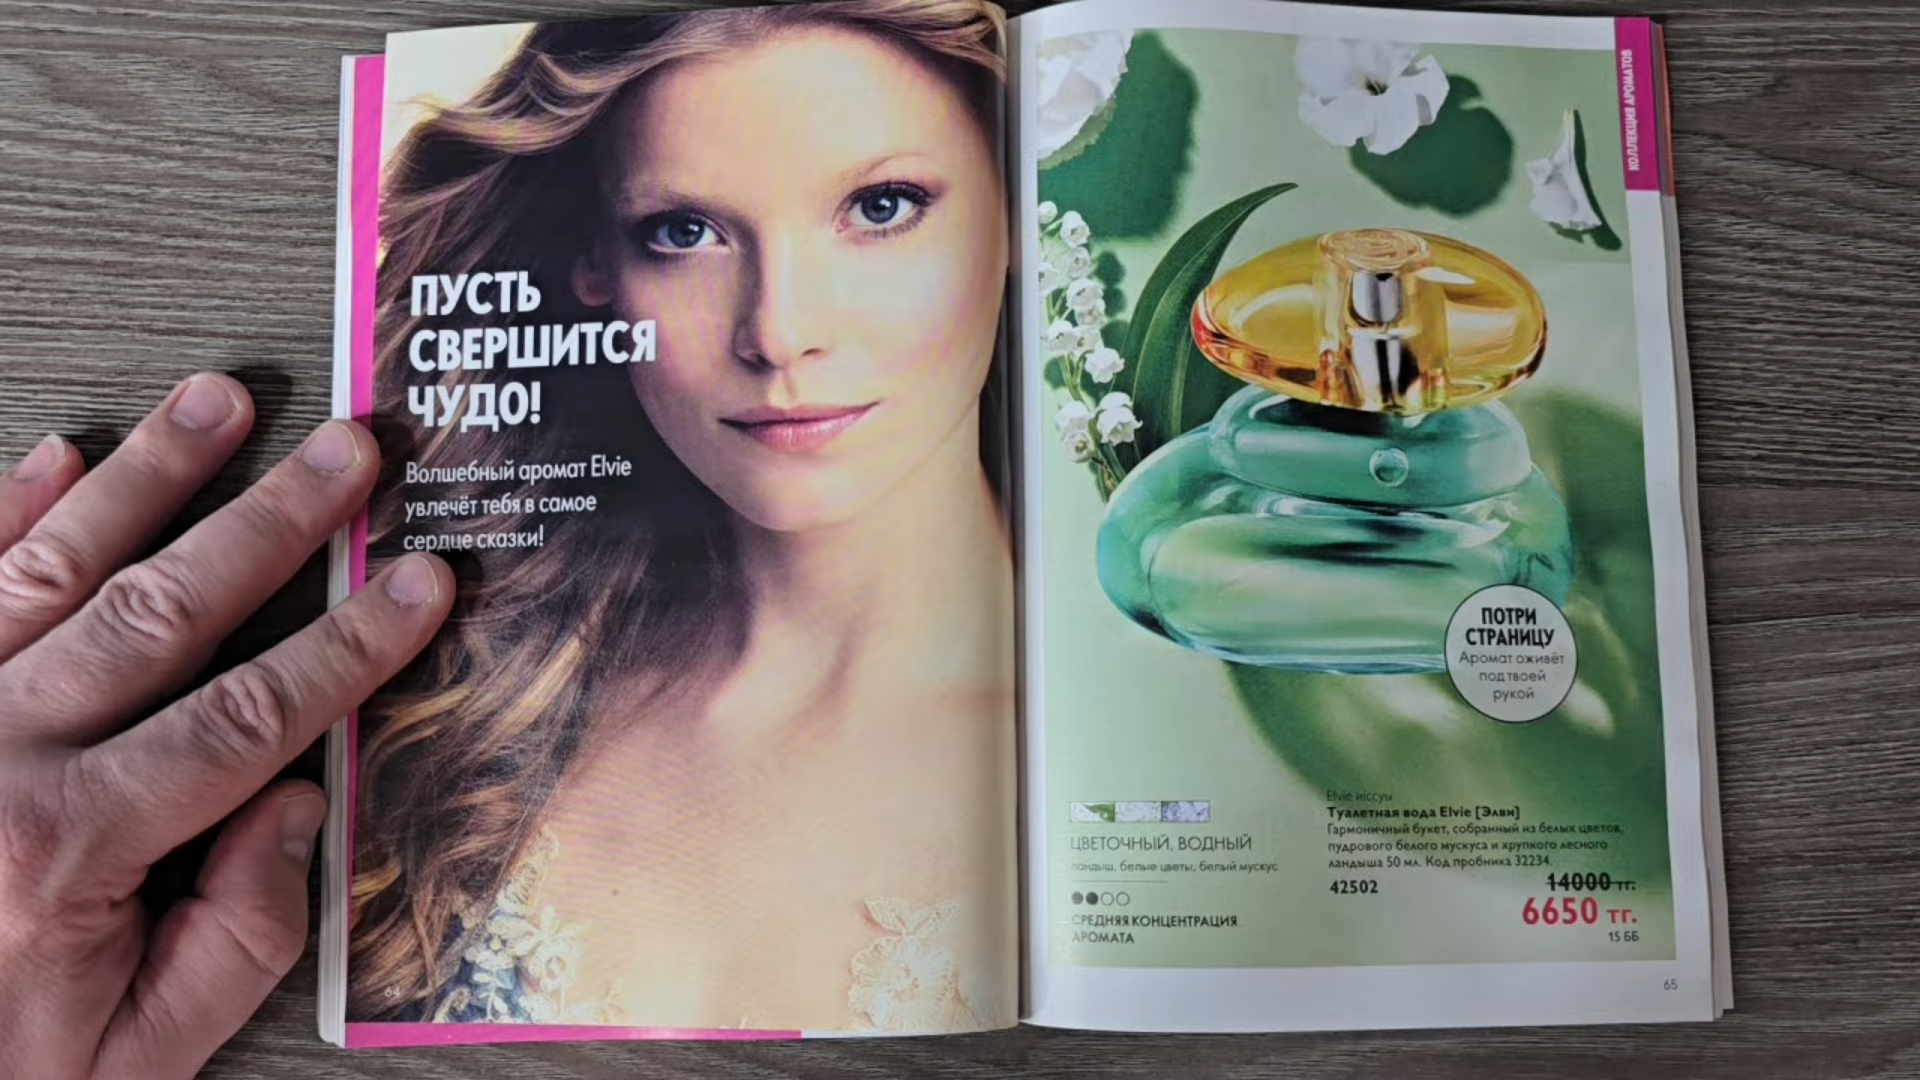 ПУСТЬ
СВЕРШИТСЯ
ЧУДО!
Волшебный аромат Elvie
увлечёт тебя в самое
сердце сказки!
64
КОЛЛЕКЦИЯ АРОМАТОВ
ПОТРИ
СТРАНИЦУ
Аромат оживёт
под твоей
рукой
ЦВЕТОЧНЫЙ, ВОДНЫЙ
ландыш, белые цветы, белый мускус
СРЕДНЯЯ КОНЦЕНТРАЦИЯ
АРОМАТА
Elvie иіссуы
Туалетная вода Elvie [Элви]
Гармоничный букет, собранный из белых цветов,
пудрового белого мускуса и хрупкого лесного
ландыша 50 мл. Код пробника 32234.
42502
14000 тг.
6650 тг.
15 ББ
65